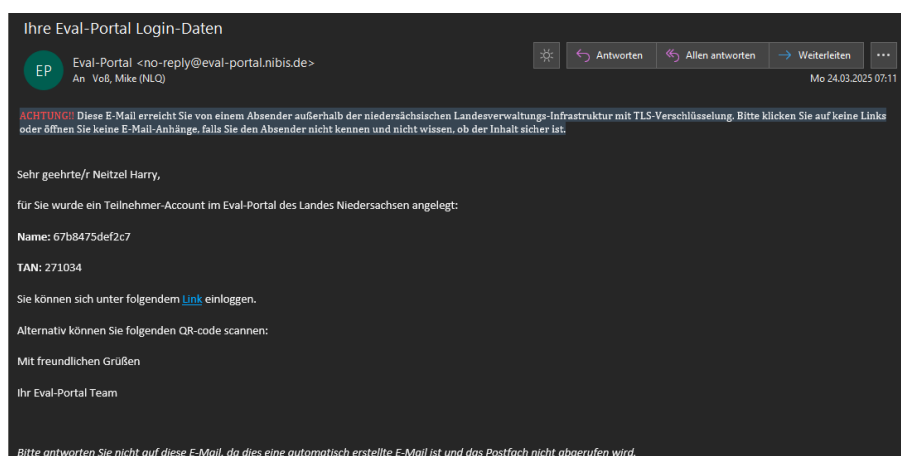 Ihre Eval-Portal Login-Daten
EP
Eval-Portal <no-reply@eval-portal.nibis.de>
An Voß, Mike (NLQ)
Antworten
Allen antworten
Weiterleiten
Mo 24.03.2025 07:11
ACHTUNG!! Diese E-Mail erreicht Sie von einem Absender außerhalb der niedersächsischen Landesverwaltungs-Infrastruktur mit TLS-Verschlüsselung. Bitte klicken Sie auf keine Links
oder öffnen Sie keine E-Mail-Anhänge, falls Sie den Absender nicht kennen und nicht wissen, ob der Inhalt sicher ist.
Sehr geehrte/r Neitzel Harry,
für Sie wurde ein Teilnehmer-Account im Eval-Portal des Landes Niedersachsen angelegt:
Name: 67b8475def2c7
TAN: 271034
Sie können sich unter folgendem Link einloggen.
Alternativ können Sie folgenden QR-code scannen:
Mit freundlichen Grüßen
Ihr Eval-Portal Team
Bitte antworten Sie nicht auf diese E-Mail, da dies eine automatisch erstellte E-Mail ist und das Postfach nicht abgerufen wird.